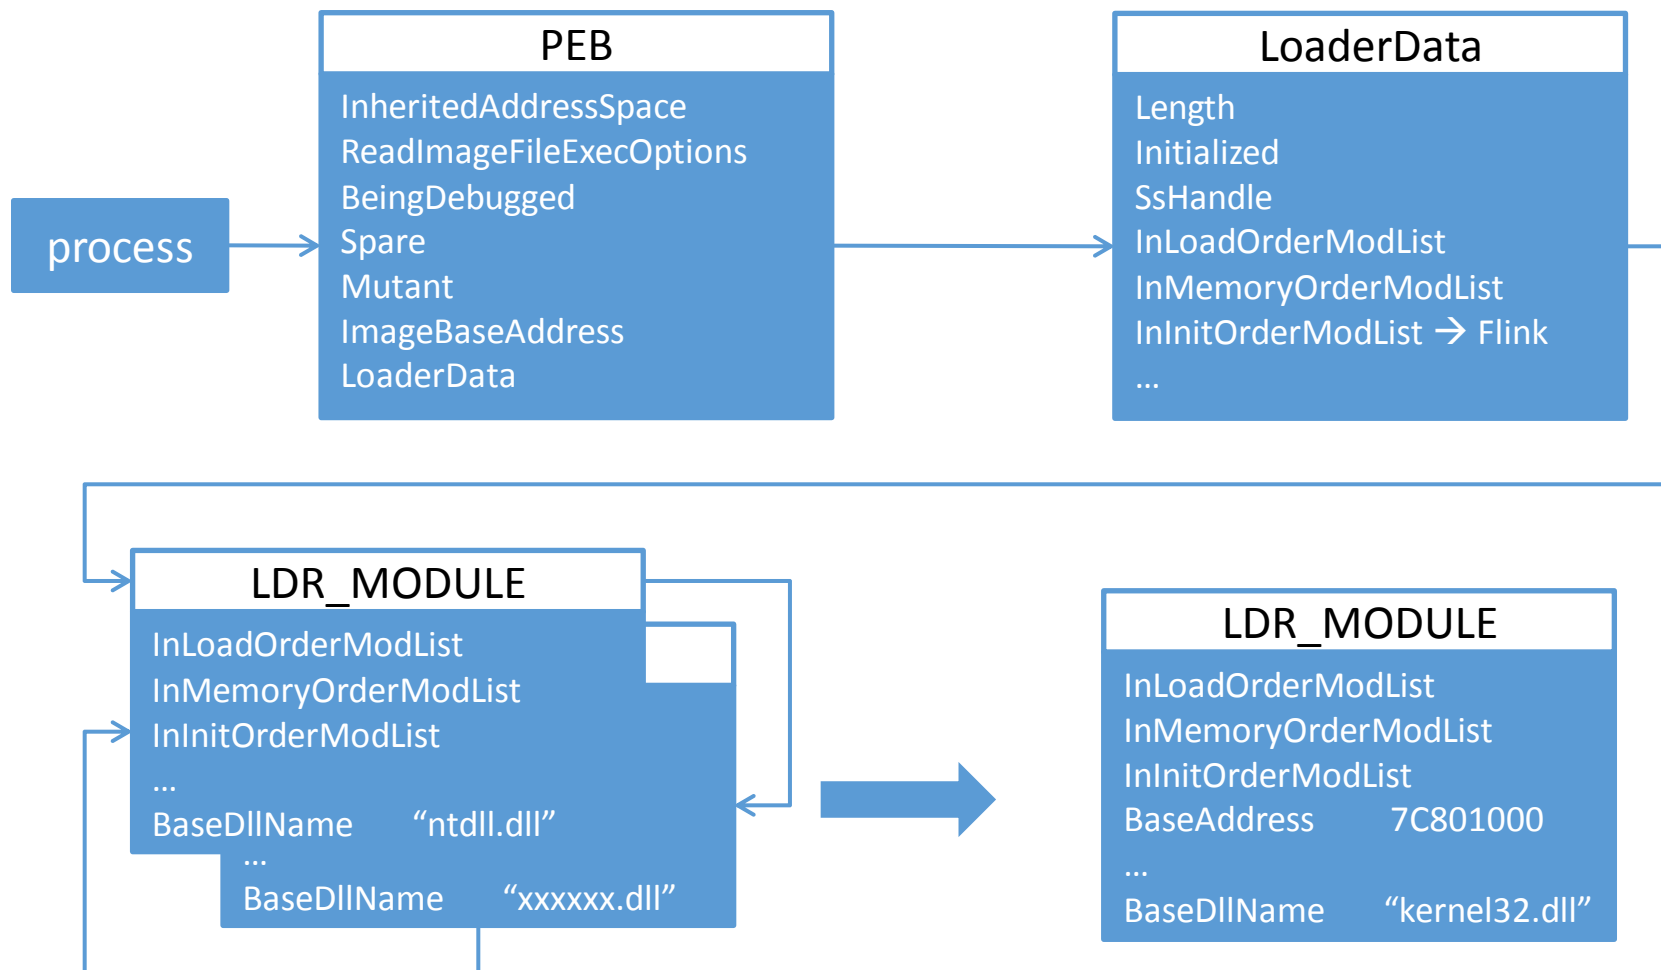 process
PEB
InheritedAddressSpace
ReadImageFileExecOptions
BeingDebugged
Spare
Mutant
ImageBaseAddress
LoaderData
LoaderData
Length
Initialized
SsHandle
InLoadOrderModList
InMemoryOrderModList
InInitOrderModList → Flink
...
LDR_MODULE
InLoadOrderModList
InMemoryOrderModList
InInitOrderModList
...
BaseDllName “ntdll.dll”
...
BaseDllName “xxxxxx.dll”
LDR_MODULE
InLoadOrderModList
InMemoryOrderModList
InInitOrderModList
BaseAddress 7C801000
...
BaseDllName “kernel32.dll”